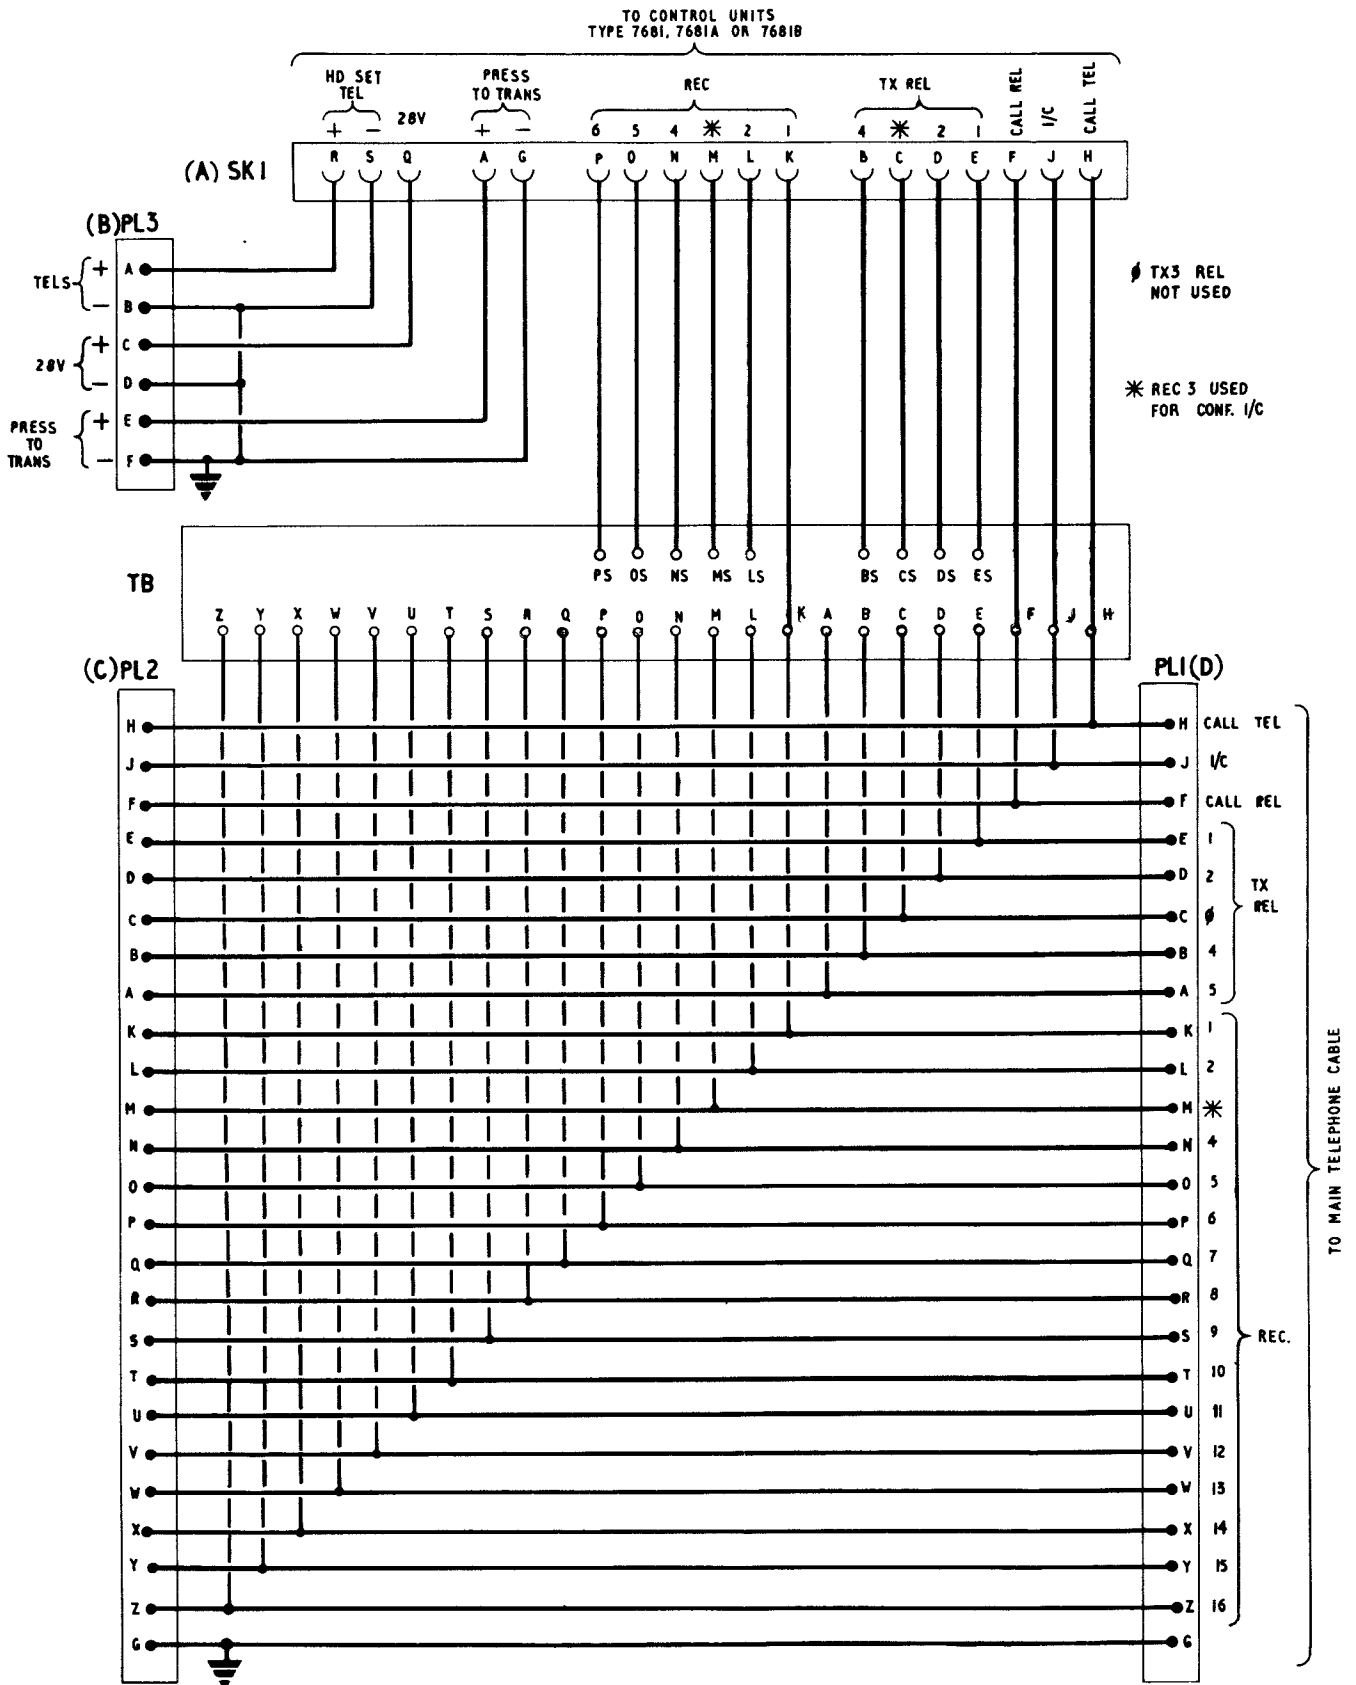 TO CONTROL UNITS
TYPE 7681, 7681A OR 7681B
HD SET
TEL
28V
PRESS
TO TRANS
REC
TX REL
CALL REL
I/C
CALL TEL
+ − + − 6 5 4 * 2 1 4 * 2 1
(A) SK1
R S Q A G P O N M L K B C D E F J H
(B) PL3
TELS
+ A
− B
28V
+ C
− D
PRESS
TO
TRANS
+ E
− F
ϕ TX3 REL
NOT USED
* REC 3 USED
FOR CONF. I/C
TB
PS OS NS MS LS BS CS DS ES
Z Y X W V U T S R Q P O N M L K A B C D E F J H
(C) PL2
PL1 (D)
H H CALL TEL
J J I/C
F F CALL REL
E E 1
D D 2
C C ϕ
B B 4
A A 5
TX
REL
K K 1
L L 2
M M *
N N 4
O O 5
P P 6
Q Q 7
R R 8
S S 9
REC.
T T 10
U U 11
V V 12
W W 13
X X 14
Y Y 15
Z Z 16
G G
TO MAIN TELEPHONE CABLE